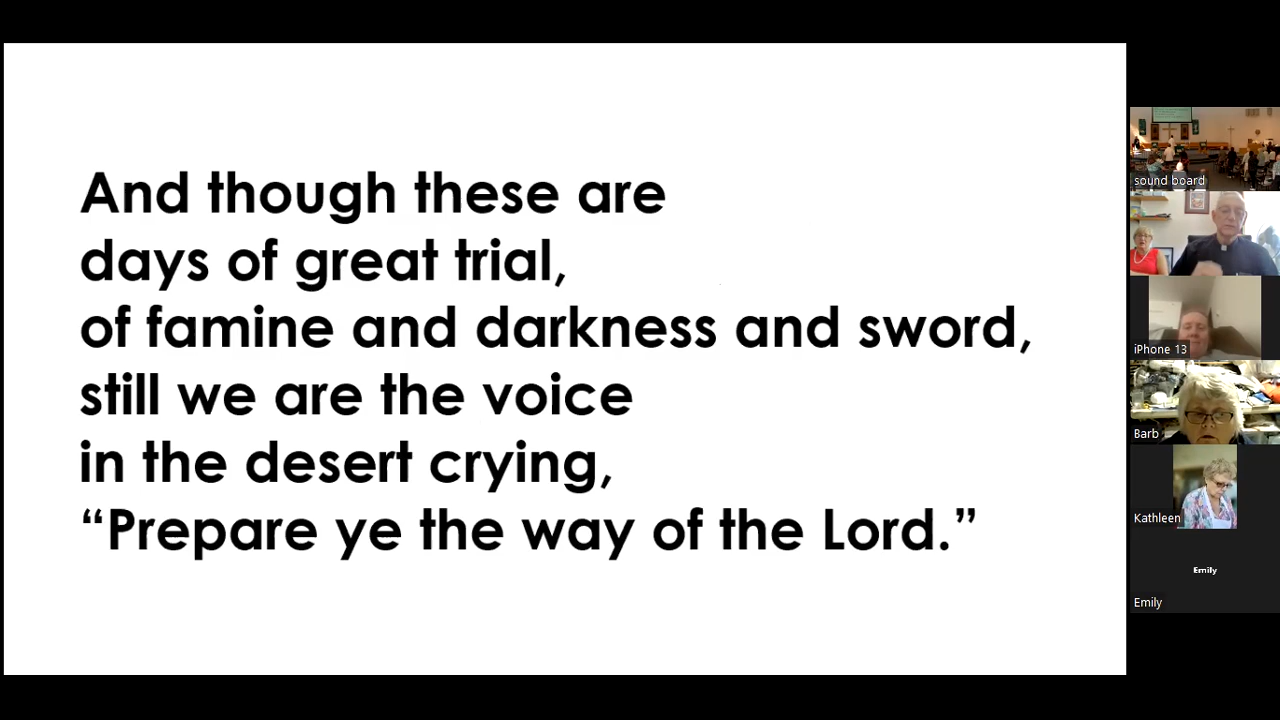 And though these are
days of great trial,
of famine and darkness and sword,
still we are the voice
in the desert crying,
“Prepare ye the way of the Lord.”
sound board
iPhone 13
Barb
Kathleen
Emily
Emily